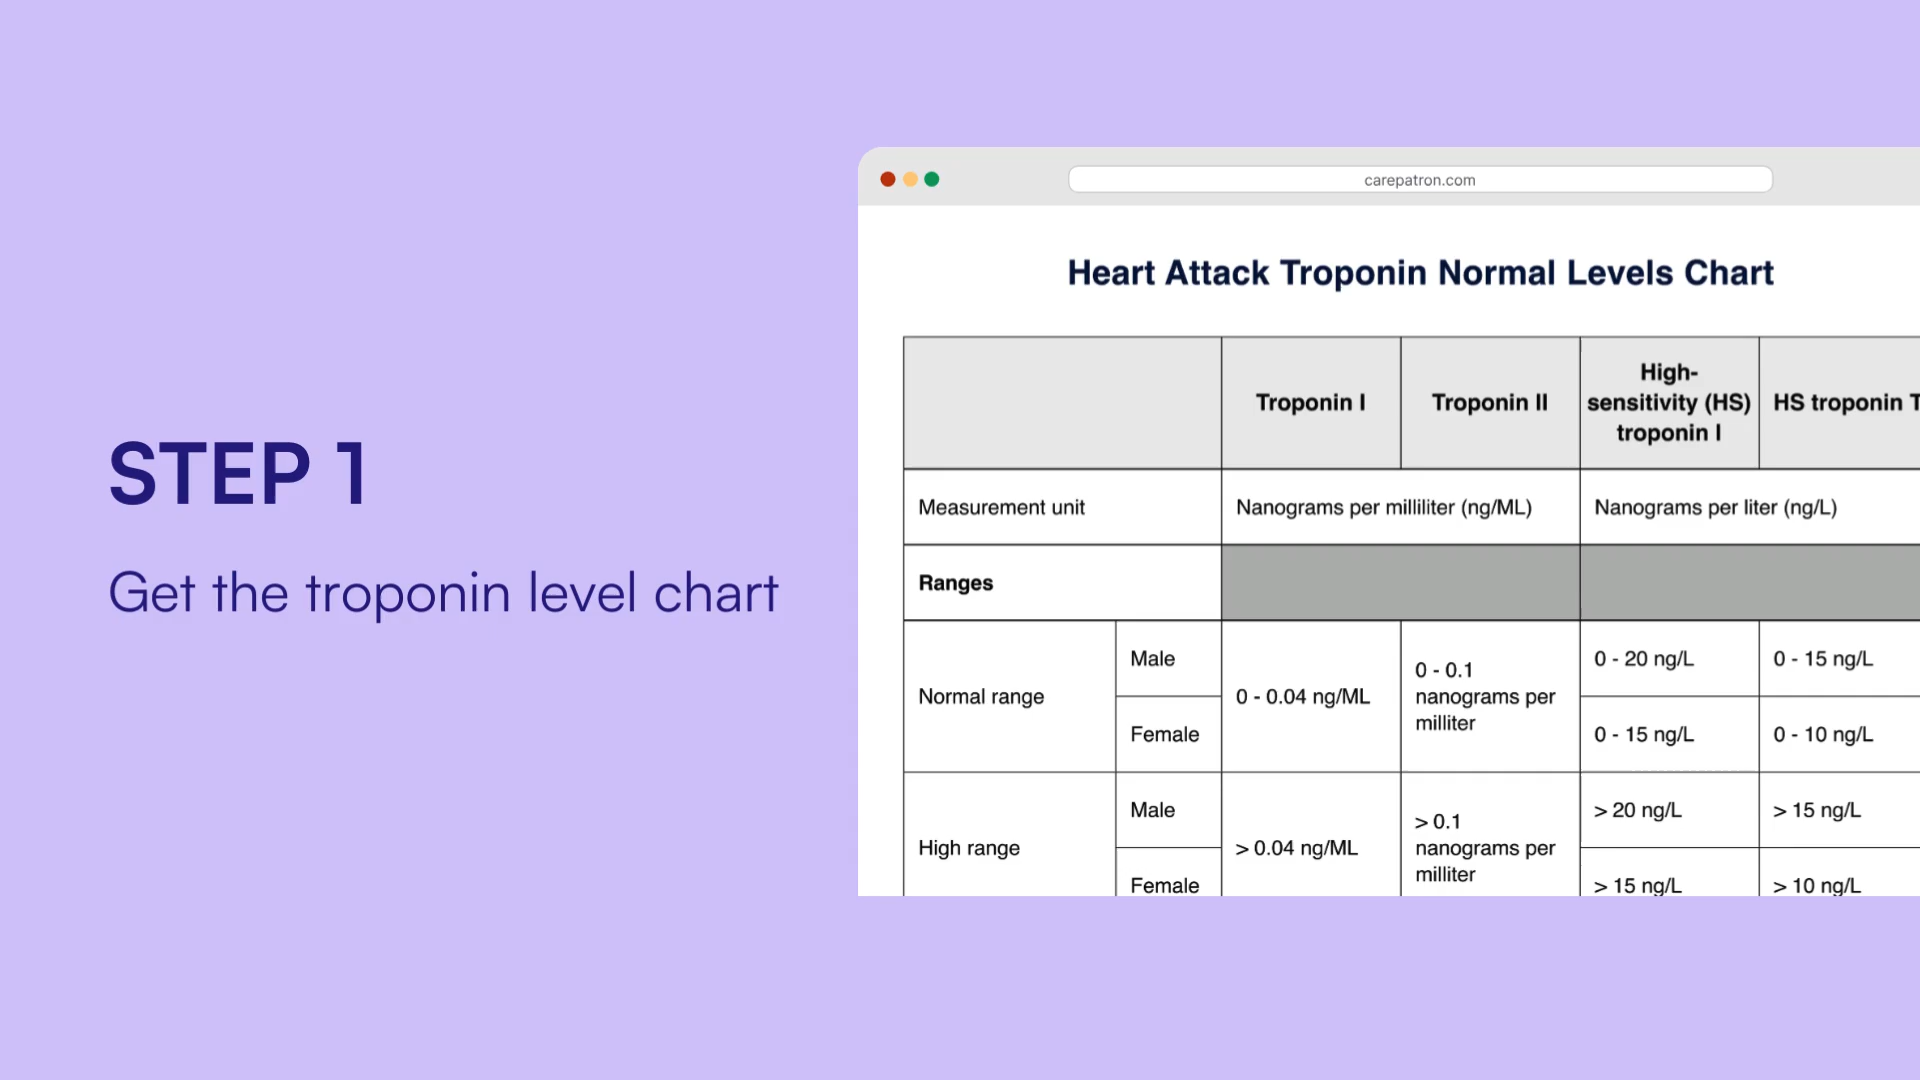 STEP 1
Get the troponin level chart
carepatron.com
Heart Attack Troponin Normal Levels Chart
Troponin I
Troponin II
High-
sensitivity (HS)
troponin I
HS troponin T
Measurement unit
Nanograms per milliliter (ng/ML)
Nanograms per liter (ng/L)
Ranges
Normal range
Male
0 - 0.04 ng/ML
0 - 0.1
nanograms per
milliter
0 - 20 ng/L
0 - 15 ng/L
Female
0 - 15 ng/L
0 - 10 ng/L
High range
Male
> 0.04 ng/ML
> 0.1
nanograms per
milliter
> 20 ng/L
> 15 ng/L
Female
> 15 ng/L
> 10 ng/L